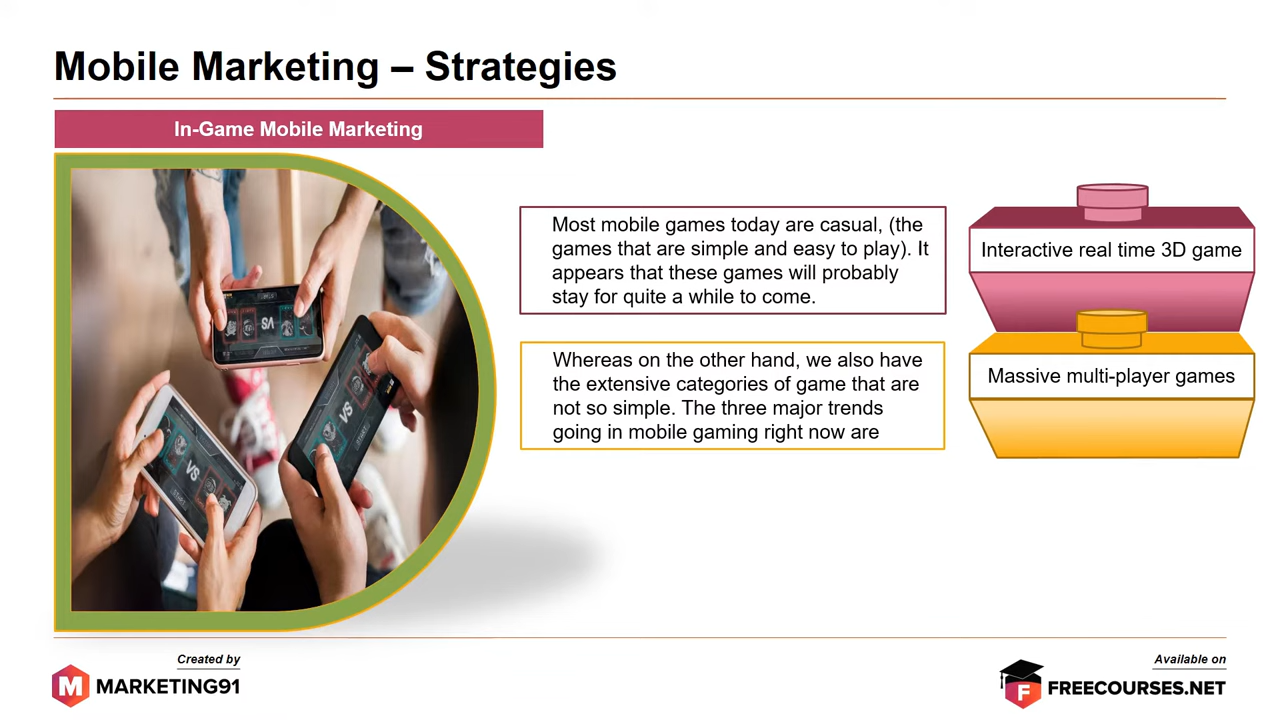 Mobile Marketing – Strategies
In-Game Mobile Marketing
Most mobile games today are casual, (the
games that are simple and easy to play). It
appears that these games will probably
stay for quite a while to come.
Whereas on the other hand, we also have
the extensive categories of game that are
not so simple. The three major trends
going in mobile gaming right now are
Interactive real time 3D game
Massive multi-player games
VS
VS
VS
Created by
M MARKETING91
Available on
F FREECOURSES.NET